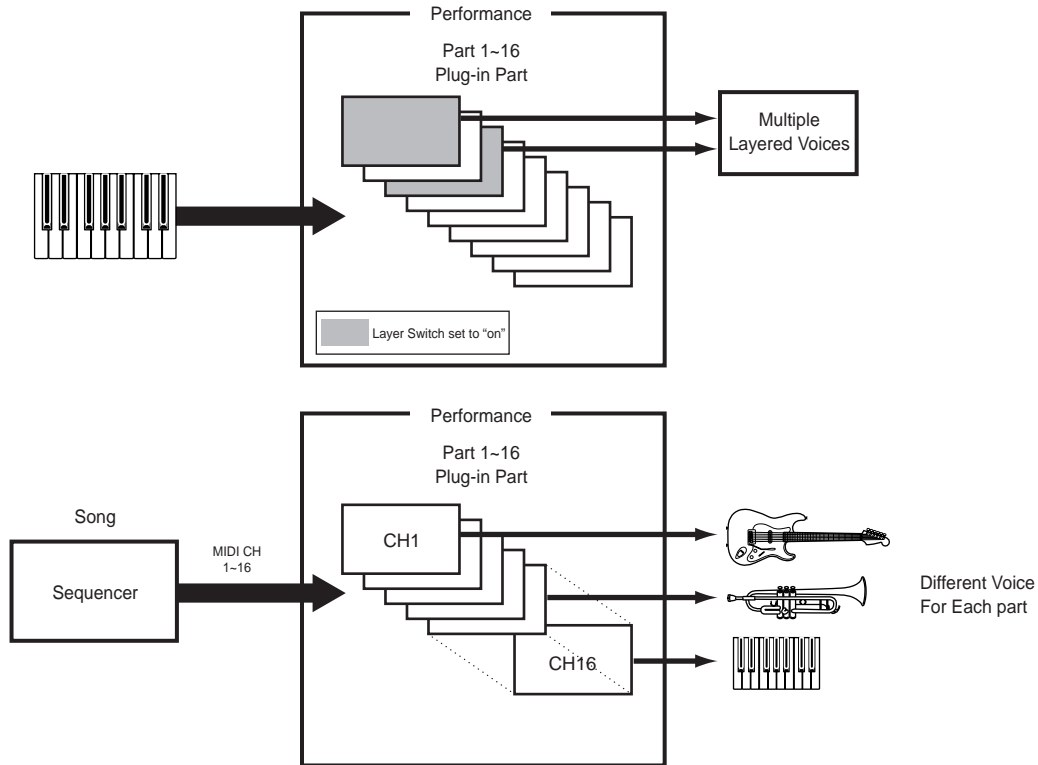 Performance
Part 1~16
Plug-in Part
Multiple
Layered Voices
Layer Switch set to “on”
Performance
Part 1~16
Plug-in Part
Song
Sequencer
MIDI CH
1~16
CH1
CH16
Different Voice
For Each part